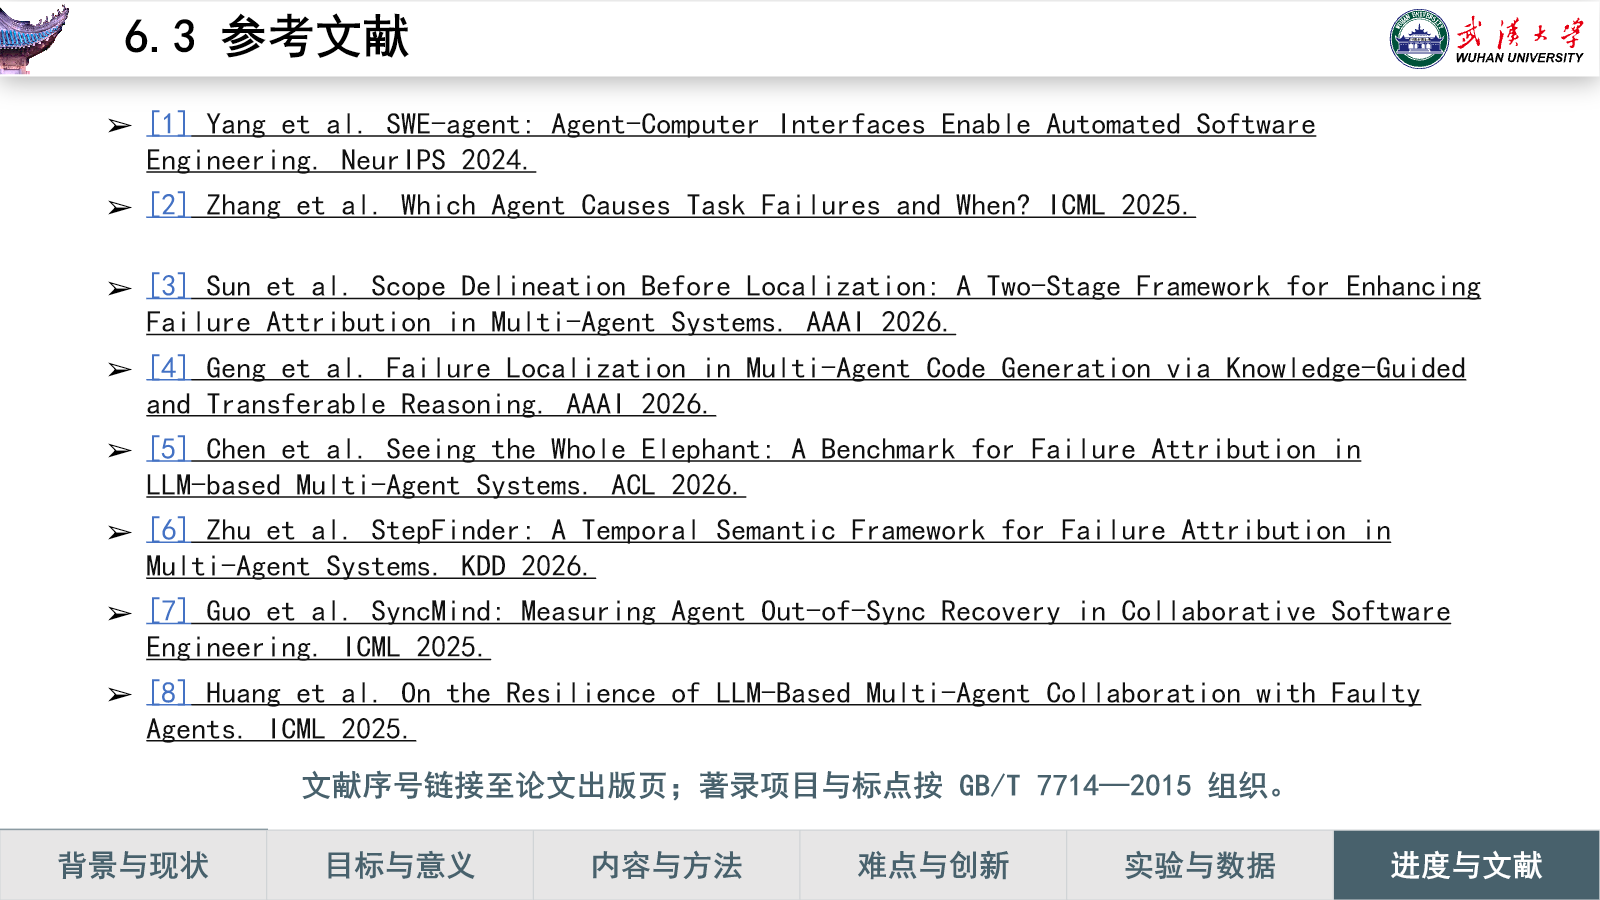 6.3 参考文献
武汉大学
WUHAN UNIVERSITY
➢ [1] Yang et al. SWE-agent: Agent-Computer Interfaces Enable Automated Software
Engineering. NeurIPS 2024.
➢ [2] Zhang et al. Which Agent Causes Task Failures and When? ICML 2025.
➢ [3] Sun et al. Scope Delineation Before Localization: A Two-Stage Framework for Enhancing
Failure Attribution in Multi-Agent Systems. AAAI 2026.
➢ [4] Geng et al. Failure Localization in Multi-Agent Code Generation via Knowledge-Guided
and Transferable Reasoning. AAAI 2026.
➢ [5] Chen et al. Seeing the Whole Elephant: A Benchmark for Failure Attribution in
LLM-based Multi-Agent Systems. ACL 2026.
➢ [6] Zhu et al. StepFinder: A Temporal Semantic Framework for Failure Attribution in
Multi-Agent Systems. KDD 2026.
➢ [7] Guo et al. SyncMind: Measuring Agent Out-of-Sync Recovery in Collaborative Software
Engineering. ICML 2025.
➢ [8] Huang et al. On the Resilience of LLM-Based Multi-Agent Collaboration with Faulty
Agents. ICML 2025.
文献序号链接至论文出版页；著录项目与标点按 GB/T 7714—2015 组织。
背景与现状
目标与意义
内容与方法
难点与创新
实验与数据
进度与文献